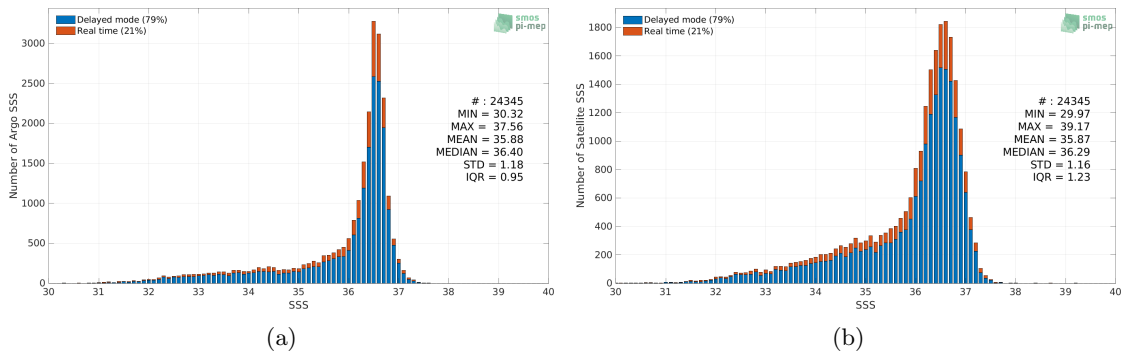 Delayed mode (79%)
Real time (21%)
smos
pi-mep
3000
2500
2000
1500
1000
500
0
Number of Argo SSS
# : 24345
MIN = 30.32
MAX = 37.56
MEAN = 35.88
MEDIAN = 36.40
STD = 1.18
IQR = 0.95
30 31 32 33 34 35 36 37 38 39 40
SSS
(a)
Delayed mode (79%)
Real time (21%)
smos
pi-mep
1800
1600
1400
1200
1000
800
600
400
200
0
Number of Satellite SSS
# : 24345
MIN = 29.97
MAX = 39.17
MEAN = 35.87
MEDIAN = 36.29
STD = 1.16
IQR = 1.23
30 31 32 33 34 35 36 37 38 39 40
SSS
(b)